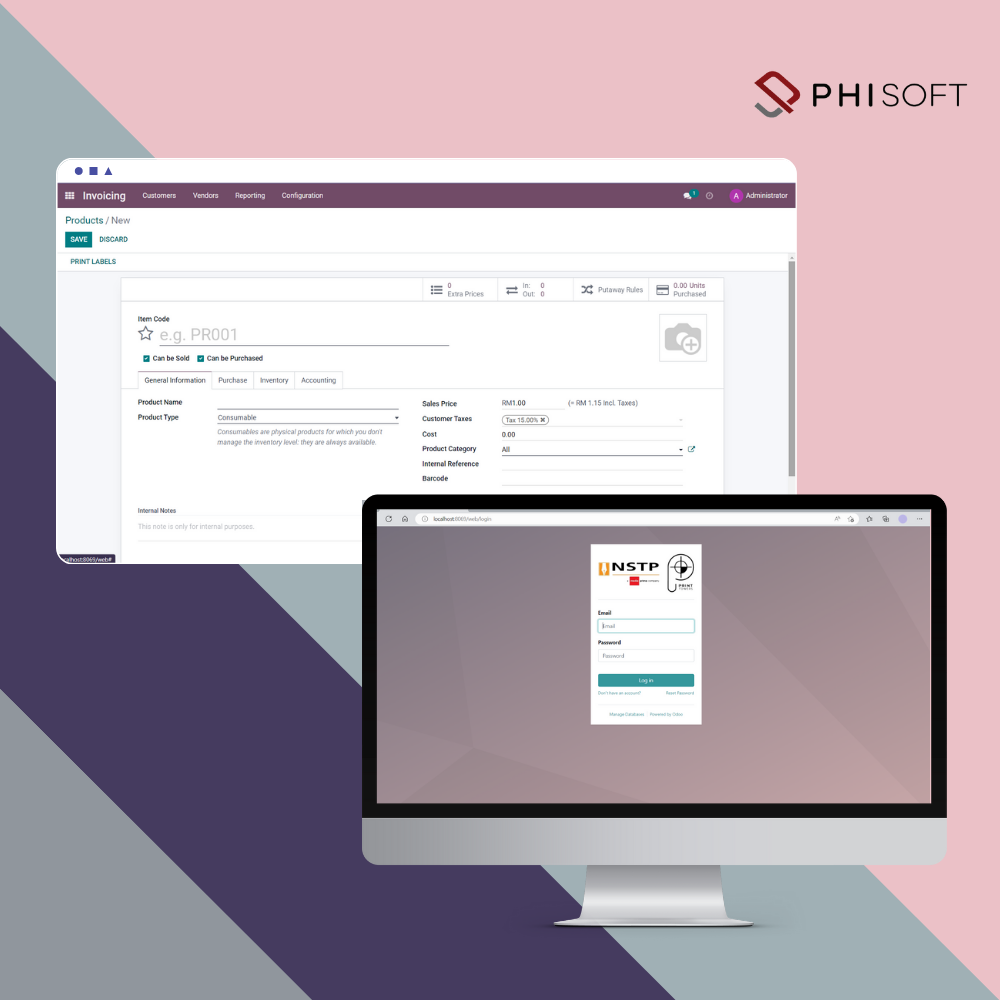 PHISOFT
Invoicing Customers Vendors Reporting Configuration 1 A Administrator
Products / New
SAVE DISCARD
PRINT LABELS
0 Extra Prices
In: 0
Out: 0
Putaway Rules
0.00 Units
Purchased
Item Code
e.g. PR001
Can be Sold Can be Purchased
General Information Purchase Inventory Accounting
Product Name
Product Type Consumable
Consumables are physical products for which you don't
manage the inventory level: they are always available.
Sales Price RM1.00 (= RM 1.15 Incl. Taxes)
Customer Taxes Tax 15.00% ✖
Cost 0.00
Product Category All
Internal Reference
Barcode
Internal Notes
This note is only for internal purposes.
alhost:8069/web#
localhost:8069/web/login
NSTP
PRINT
Email
Email
Password
Password
Log in
Don't have an account? Reset Password
Manage Databases Powered by Odoo